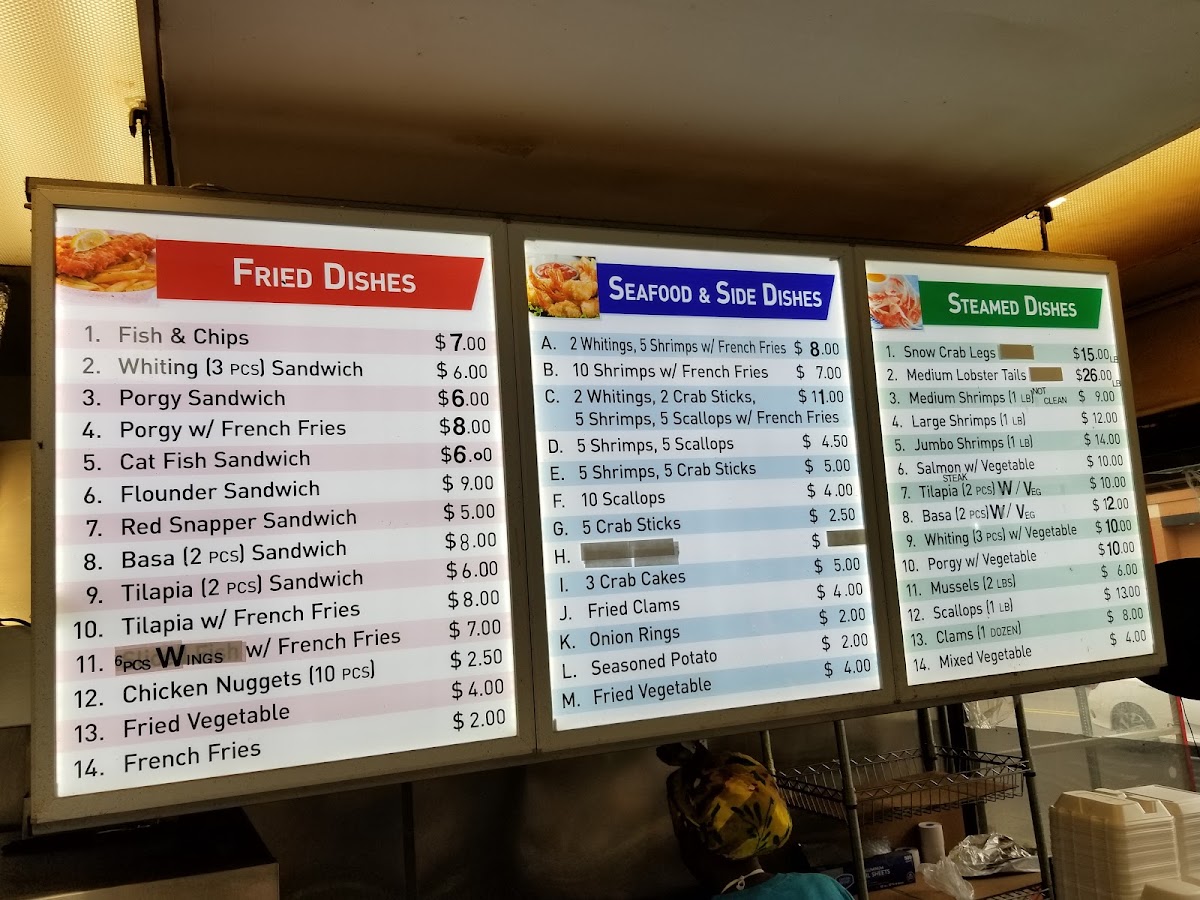 FRIED DISHES
1. Fish & Chips $7.00
2. Whiting (3 PCS) Sandwich $6.00
3. Porgy Sandwich $6.00
4. Porgy w/ French Fries $8.00
5. Cat Fish Sandwich $6.00
6. Flounder Sandwich $9.00
7. Red Snapper Sandwich $5.00
8. Basa (2 PCS) Sandwich $8.00
9. Tilapia (2 PCS) Sandwich $6.00
10. Tilapia w/ French Fries $8.00
11. 6PCS WINGS w/ French Fries $7.00
12. Chicken Nuggets (10 PCS) $2.50
13. Fried Vegetable $4.00
14. French Fries $2.00
SEAFOOD & SIDE DISHES
A. 2 Whitings, 5 Shrimps w/ French Fries $8.00
B. 10 Shrimps w/ French Fries $7.00
C. 2 Whitings, 2 Crab Sticks, $11.00
5 Shrimps, 5 Scallops w/ French Fries
D. 5 Shrimps, 5 Scallops $4.50
E. 5 Shrimps, 5 Crab Sticks $5.00
F. 10 Scallops $4.00
G. 5 Crab Sticks $2.50
H. $
I. 3 Crab Cakes $5.00
J. Fried Clams $4.00
K. Onion Rings $2.00
L. Seasoned Potato $2.00
M. Fried Vegetable $4.00
STEAMED DISHES
1. Snow Crab Legs $15.00 LB
2. Medium Lobster Tails $26.00 LB
3. Medium Shrimps (1 LB) NOT CLEAN $9.00
4. Large Shrimps (1 LB) $12.00
5. Jumbo Shrimps (1 LB) $14.00
6. Salmon w/ Vegetable $10.00
STEAK
7. Tilapia (2 PCS) W/VEG $10.00
8. Basa (2 PCS) W/VEG $12.00
9. Whiting (3 PCS) w/ Vegetable $10.00
10. Porgy w/ Vegetable $10.00
11. Mussels (2 LBS) $6.00
12. Scallops (1 LB) $13.00
13. Clams (1 DOZEN) $8.00
14. Mixed Vegetable $4.00